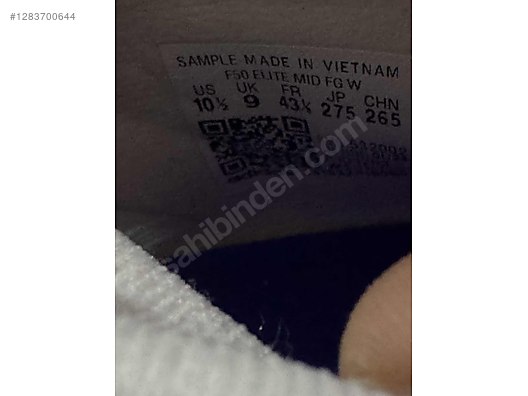 #1283700644
SAMPLE MADE IN VIETNAM
F50 ELITE MID FG W
US UK FR JP CHN
10½ 9 43⅓ 275 265
sahibinden.com